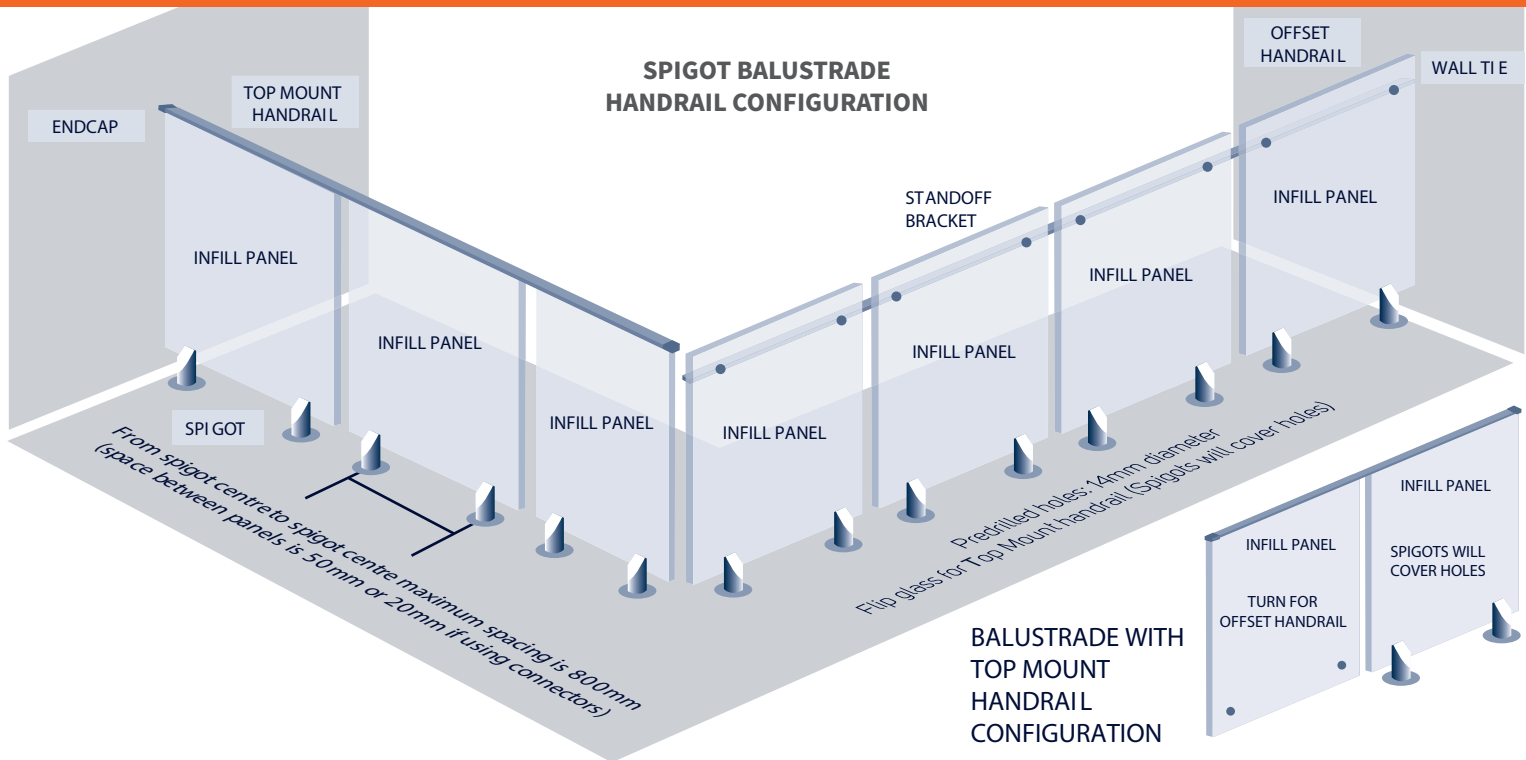 SPIGOT BALUSTRADE
HANDRAIL CONFIGURATION
ENDCAP
TOP MOUNT
HANDRAIL
OFFSET
HANDRAIL
WALL TIE
STANDOFF
BRACKET
INFILL PANEL
INFILL PANEL
INFILL PANEL
INFILL PANEL
INFILL PANEL
INFILL PANEL
INFILL PANEL
SPIGOT
From spigot centre to spigot centre maximum spacing is 800mm
(space between panels is 50mm or 20mm if using connectors)
Predrilled holes: 14mm diameter
Flip glass for Top Mount handrail (Spigots will cover holes)
BALUSTRADE WITH
TOP MOUNT
HANDRAIL
CONFIGURATION
INFILL PANEL
TURN FOR
OFFSET HANDRAIL
INFILL PANEL
SPIGOTS WILL
COVER HOLES